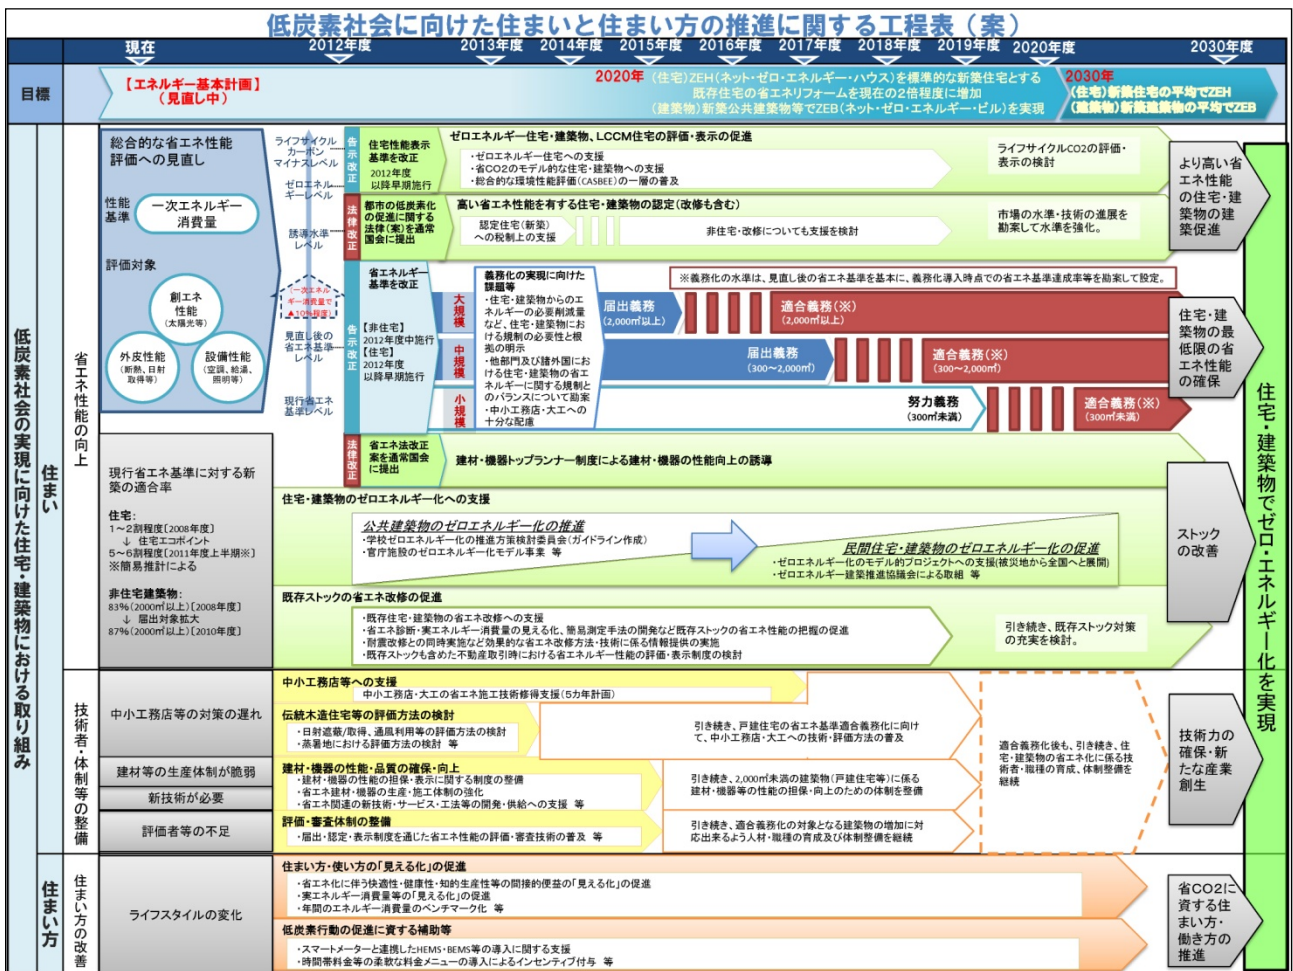 低炭素社会に向けた住まいと住まい方の推進に関する工程表（案）
現在
2012年度
2013年度
2014年度
2015年度
2016年度
2017年度
2018年度
2019年度
2020年度
2030年度
目標
【エネルギー基本計画】
（見直し中）
2020年 （住宅）ZEH（ネット・ゼロ・エネルギー・ハウス）を標準的な新築住宅とする
既存住宅の省エネリフォームを現在の2倍程度に増加
（建築物）新築公共建築物等でZEB（ネット・ゼロ・エネルギー・ビル）を実現
2030年
（住宅）新築住宅の平均でZEH
（建築物）新築建築物の平均でZEB
低炭素社会の実現に向けた住宅・建築物における取り組み
住まい
省エネ性能の向上
総合的な省エネ性能
評価への見直し
性能
基準
一次エネルギー
消費量
評価対象
創エネ
性能
（太陽光等）
外皮性能
（断熱、日射
取得等）
設備性能
（空調、給湯、
照明等）
ライフサイクル
カーボン
マイナスレベル
ゼロエネル
ギーレベル
誘導水準
レベル
（一次エネル
ギー消費量で
▲10％程度）
見直し後の
省エネ基準
レベル
現行省エネ
基準レベル
告示改正
住宅性能表示
基準を改正
2012年度
以降早期施行
ゼロエネルギー住宅・建築物、LCCM住宅の評価・表示の促進
・ゼロエネルギー住宅への支援
・省CO2のモデル的な住宅・建築物への支援
・総合的な環境性能評価（CASBEE）の一層の普及
ライフサイクルCO2の評価・
表示の検討
法律改正
都市の低炭素化
の促進に関する
法律（案）を通常
国会に提出
高い省エネ性能を有する住宅・建築物の認定（改修も含む）
認定住宅（新築）
への税制上の支援
非住宅・改修についても支援を検討
市場の水準・技術の進展を
勘案して水準を強化。
より高い省
エネ性能
の住宅・建
築物の建
築促進
告示改正
省エネルギー
基準を改正
【非住宅】
2012年度中施行
【住宅】
2012年度
以降早期施行
大規模
中規模
小規模
義務化の実現に向けた
課題等
・住宅・建築物からのエ
ネルギーの必要削減量
など、住宅・建築物にお
ける規制の必要性と根
拠の明示
・他部門及び諸外国にお
ける住宅・建築物の省エ
ネルギーに関する規制と
のバランスについて勘案
・中小工務店・大工への
十分な配慮
※義務化の水準は、見直し後の省エネ基準を基本に、義務化導入時点での省エネ基準達成率等を勘案して設定。
届出義務
（2,000㎡以上）
適合義務（※）
（2,000㎡以上）
届出義務
（300～2,000㎡）
適合義務（※）
（300～2,000㎡）
努力義務
（300㎡未満）
適合義務（※）
（300㎡未満）
住宅・建
築物の最
低限の省
エネ性能
の確保
法律改正
省エネ法改正
案を通常国会
に提出
建材・機器トップランナー制度による建材・機器の性能向上の誘導
現行省エネ基準に対する新
築の適合率
住宅：
1～2割程度〔2008年度〕
↓ 住宅エコポイント
5～6割程度〔2011年度上半期※〕
※簡易推計による
非住宅建築物：
83％（2000㎡以上）〔2008年度〕
↓ 届出対象拡大
87％（2000㎡以上）〔2010年度〕
住宅・建築物のゼロエネルギー化への支援
公共建築物のゼロエネルギー化の推進
・学校ゼロエネルギー化の推進方策検討委員会（ガイドライン作成）
・官庁施設のゼロエネルギー化モデル事業 等
民間住宅・建築物のゼロエネルギー化の促進
・ゼロエネルギー化のモデル的プロジェクトへの支援（被災地から全国へと展開）
・ゼロエネルギー建築推進協議会による取組 等
既存ストックの省エネ改修の促進
・既存住宅・建築物の省エネ改修への支援
・省エネ診断・実エネルギー消費量の見える化、簡易測定手法の開発など既存ストックの省エネ性能の把握の促進
・耐震改修との同時実施など効果的な省エネ改修方法・技術に係る情報提供の実施
・既存ストックも含めた不動産取引時における省エネルギー性能の評価・表示制度の検討
引き続き、既存ストック対策
の充実を検討。
ストック
の改善
住宅・建築物でゼロ・エネルギー化を実現
技術者・体制等の整備
中小工務店等の対策の遅れ
建材等の生産体制が脆弱
新技術が必要
評価者等の不足
中小工務店等への支援
中小工務店・大工の省エネ施工技術修得支援（5カ年計画）
伝統木造住宅等の評価方法の検討
・日射遮蔽/取得、通風利用等の評価方法の検討
・蒸暑地における評価方法の検討 等
引き続き、戸建住宅の省エネ基準適合義務化に向け
て、中小工務店・大工への技術・評価方法の普及
建材・機器の性能・品質の確保・向上
・建材・機器の性能の担保・表示に関する制度の整備
・省エネ建材・機器の生産・施工体制の強化
・省エネ関連の新技術・サービス・工法等の開発・供給への支援 等
引き続き、2,000㎡未満の建築物（戸建住宅等）に係る
建材・機器等の性能の担保・向上のための体制を整備
評価・審査体制の整備
・届出・認定・表示制度を通じた省エネ性能の評価・審査技術の普及 等
引き続き、適合義務化の対象となる建築物の増加に対
応出来るよう人材・職種の育成及び体制整備を継続
適合義務化後も、引き続き、住
宅・建築物の省エネ化に係る技
術者・職種の育成、体制整備を
継続
技術力の
確保・新
たな産業
創生
住まい方
住まい方の改善
ライフスタイルの変化
住まい方・使い方の「見える化」の促進
・省エネ化に伴う快適性・健康性・知的生産性等の間接的便益の「見える化」の促進
・実エネルギー消費量等の「見える化」の促進
・年間のエネルギー消費量のベンチマーク化 等
低炭素行動の促進に資する補助等
・スマートメーターと連携したHEMS・BEMS等の導入に関する支援
・時間帯料金等の柔軟な料金メニューの導入によるインセンティブ付与 等
省CO2に
資する住
まい方・
働き方の
推進